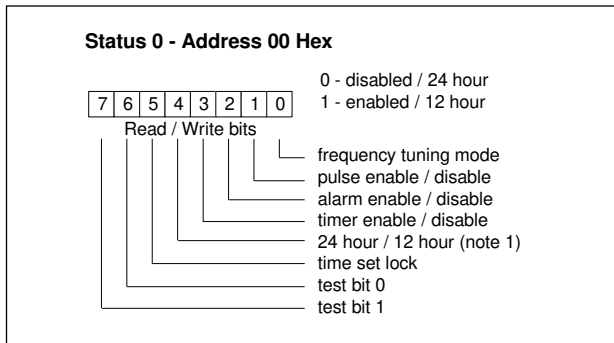 Status 0 - Address 00 Hex
0 - disabled / 24 hour
1 - enabled / 12 hour
7 6 5 4 3 2 1 0
Read / Write bits
frequency tuning mode
pulse enable / disable
alarm enable / disable
timer enable / disable
24 hour / 12 hour (note 1)
time set lock
test bit 0
test bit 1